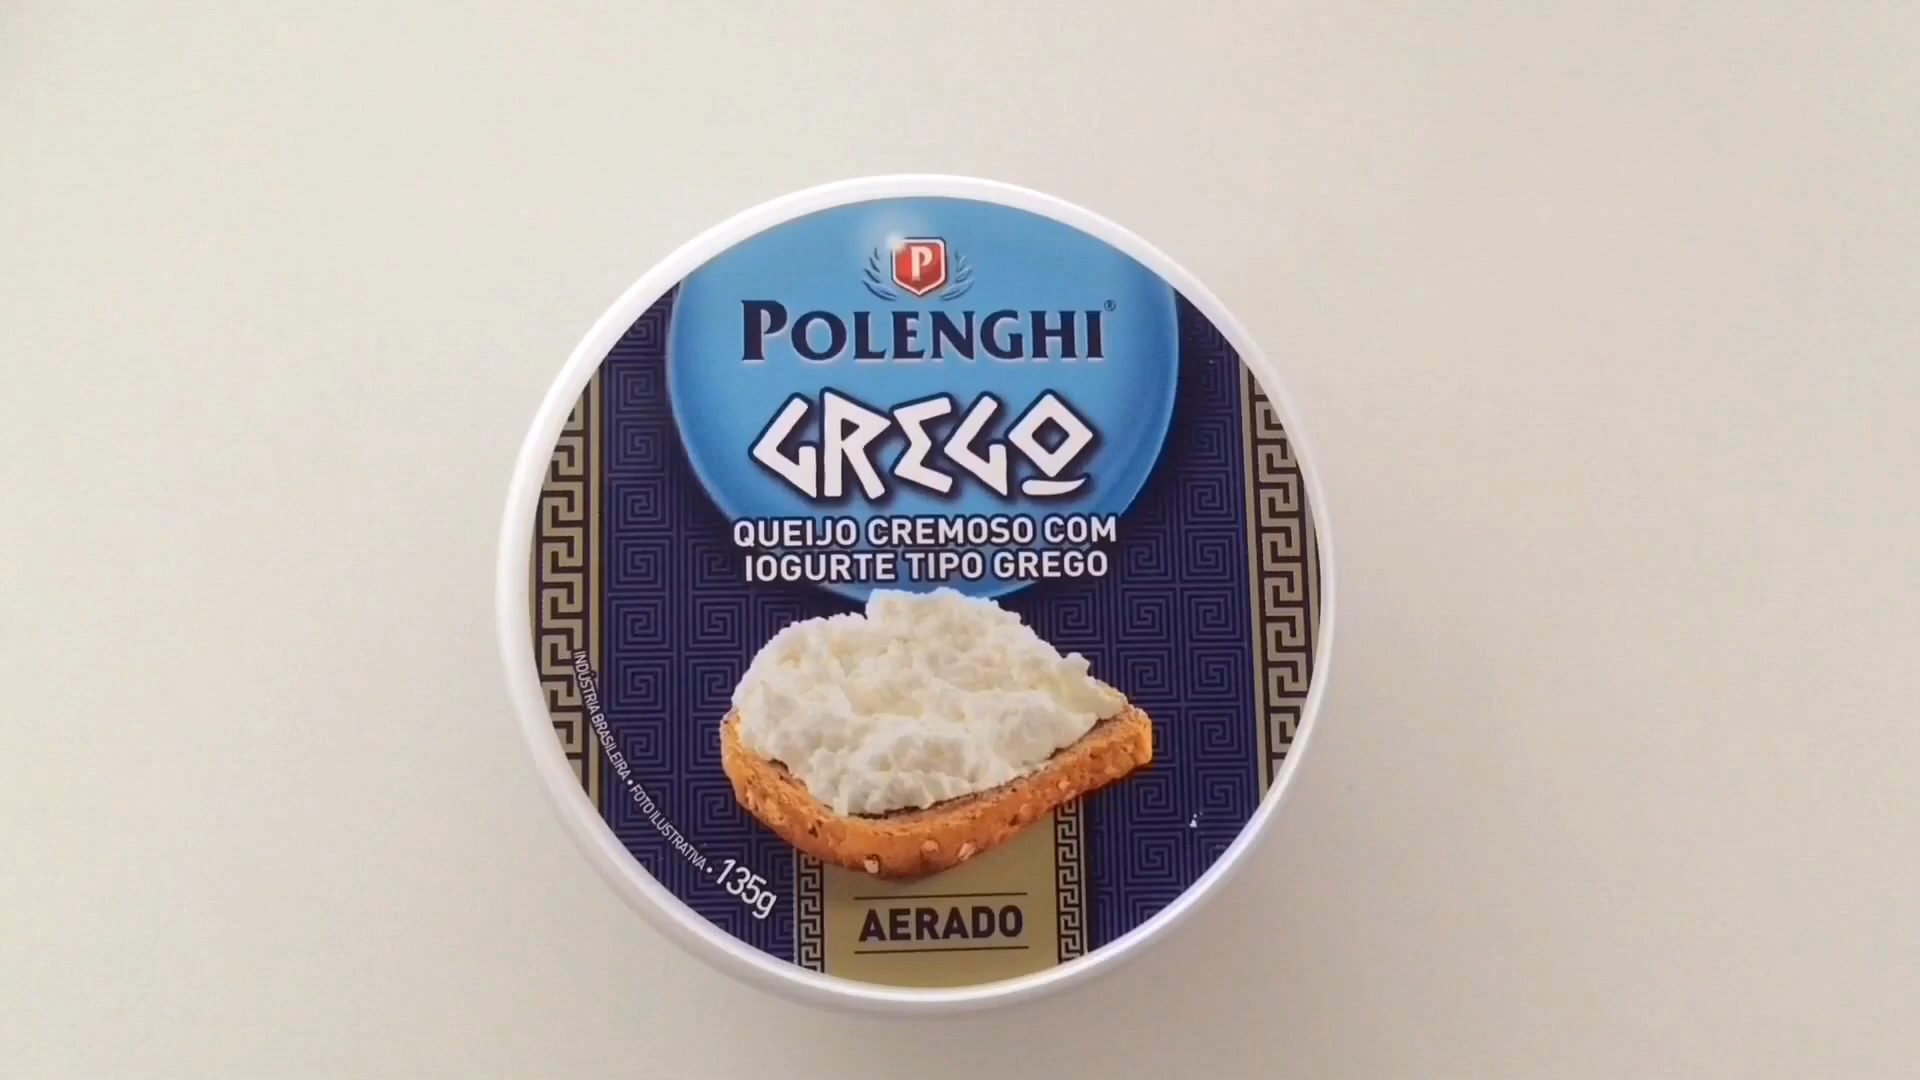 P
POLENGHI®
GREGO
QUEIJO CREMOSO COM
IOGURTE TIPO GREGO
INDÚSTRIA BRASILEIRA • FOTO ILUSTRATIVA • 135g
AERADO